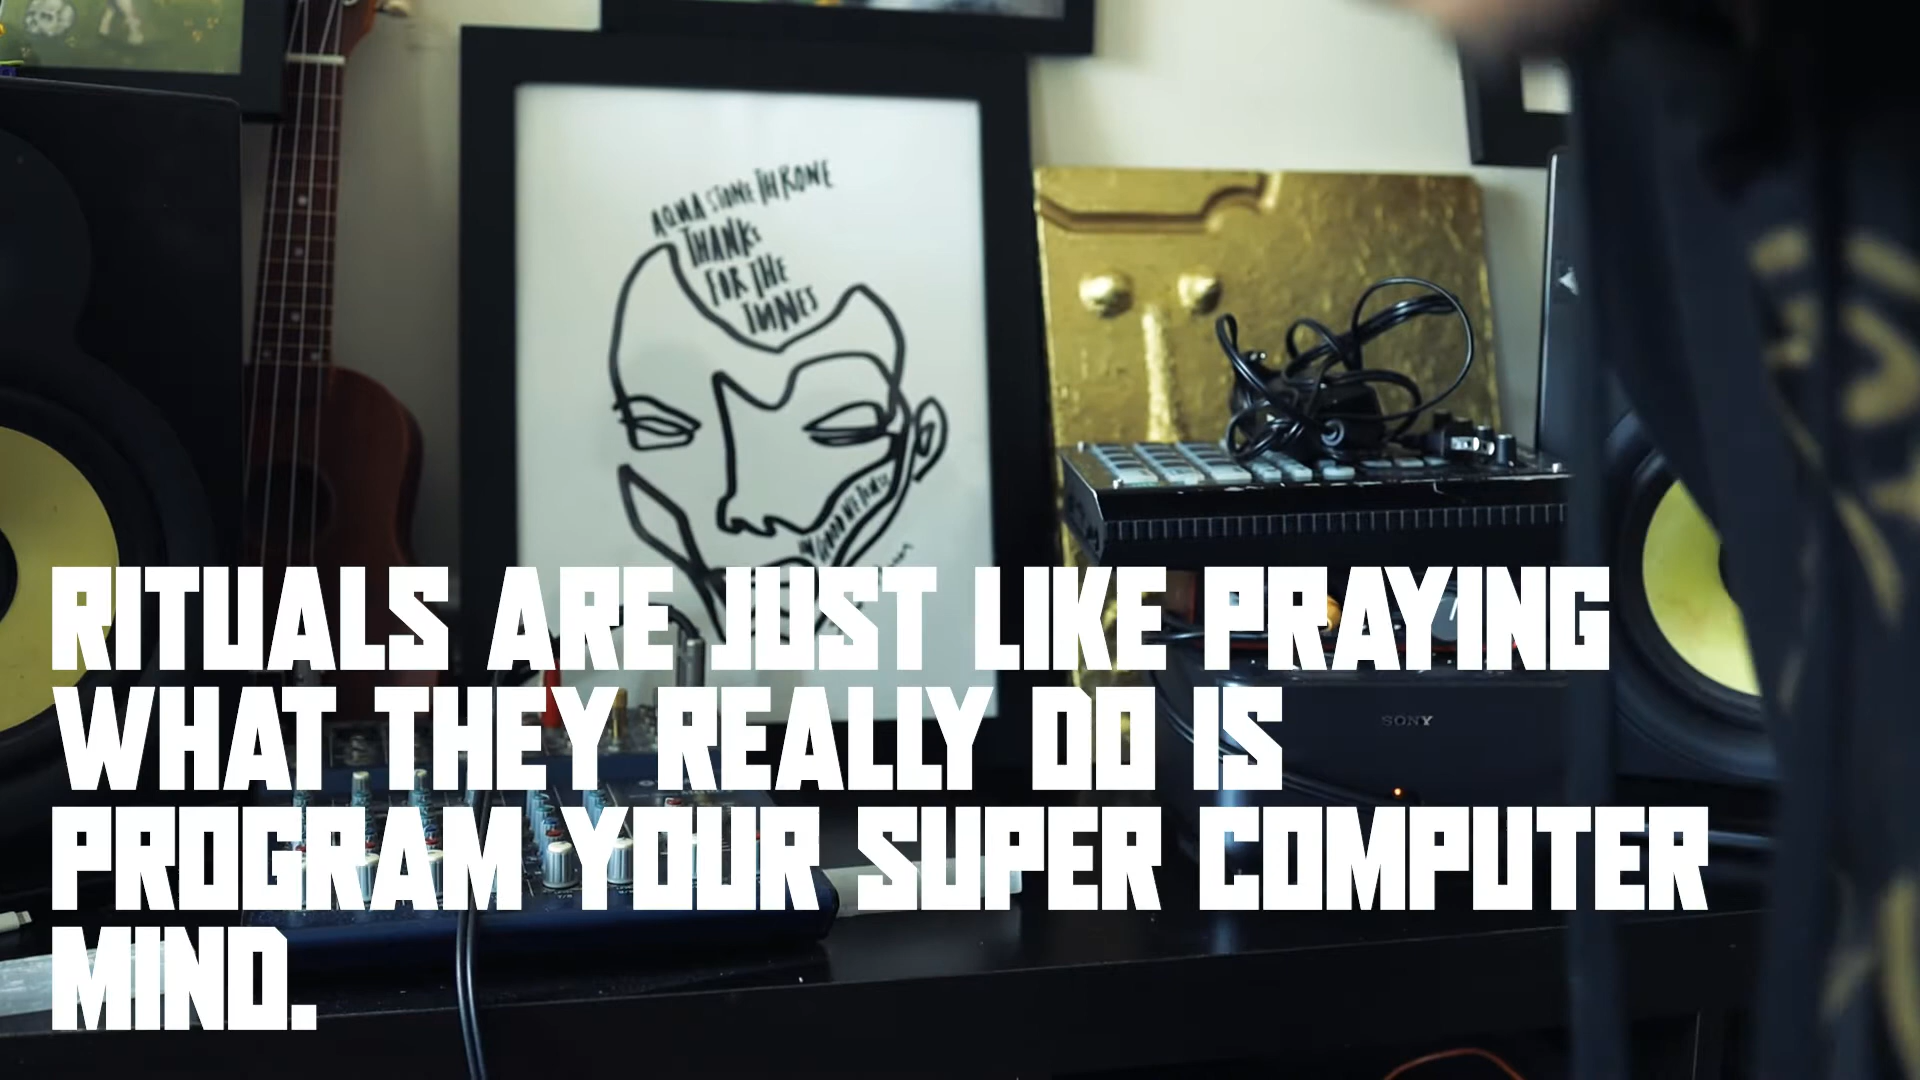 AQUA STONE THRONE
THANKS
FOR THE
TUNES
RITUALS ARE JUST LIKE PRAYING
WHAT THEY REALLY DO IS
SONY
PROGRAM YOUR SUPER COMPUTER
MIND.